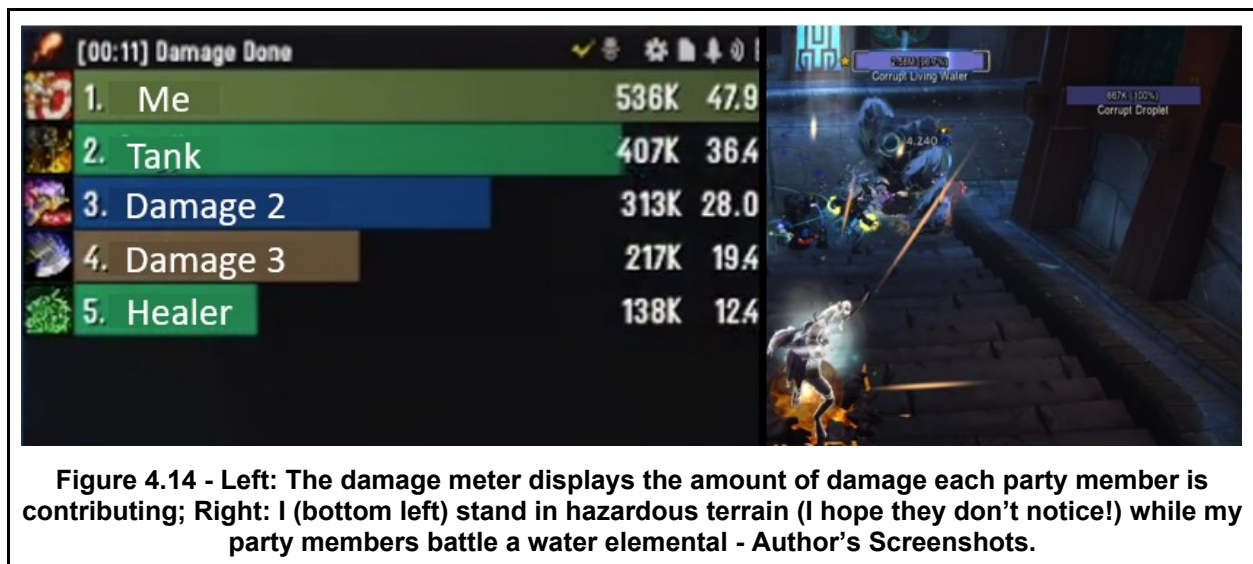 [00:11] Damage Done
1. Me 536K 47.9
2. Tank 407K 36.4
3. Damage 2 313K 28.0
4. Damage 3 217K 19.4
5. Healer 138K 12.4
Corrupt Living Water
687K (100%)
Corrupt Droplet
4,240
Figure 4.14 - Left: The damage meter displays the amount of damage each party member is
contributing; Right: I (bottom left) stand in hazardous terrain (I hope they don’t notice!) while my
party members battle a water elemental - Author’s Screenshots.